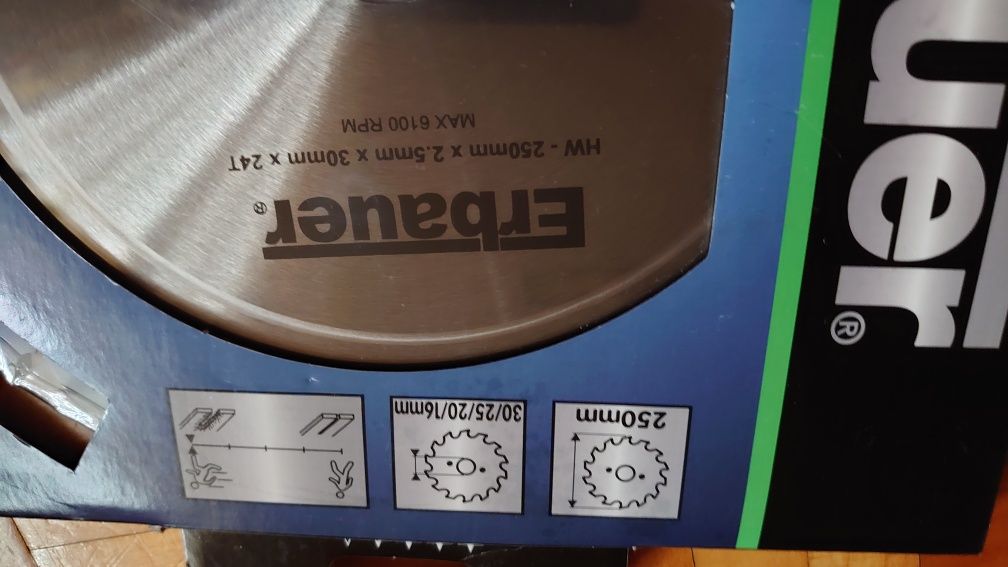 Erbauer®
HW - 250mm x 2.5mm x 30mm x 24T
MAX 6100 RPM
250mm
30/25/20/16mm
uer®